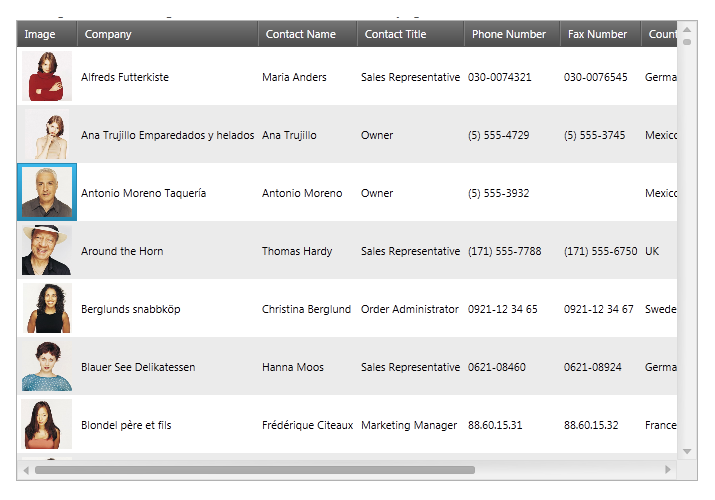 Image Company Contact Name Contact Title Phone Number Fax Number Count
Alfreds Futterkiste Maria Anders Sales Representative 030-0074321 030-0076545 Germa
Ana Trujillo Emparedados y helados Ana Trujillo Owner (5) 555-4729 (5) 555-3745 Mexico
Antonio Moreno Taquería Antonio Moreno Owner (5) 555-3932 Mexico
Around the Horn Thomas Hardy Sales Representative (171) 555-7788 (171) 555-6750 UK
Berglunds snabbköp Christina Berglund Order Administrator 0921-12 34 65 0921-12 34 67 Swede
Blauer See Delikatessen Hanna Moos Sales Representative 0621-08460 0621-08924 Germa
Blondel père et fils Frédérique Citeaux Marketing Manager 88.60.15.31 88.60.15.32 France